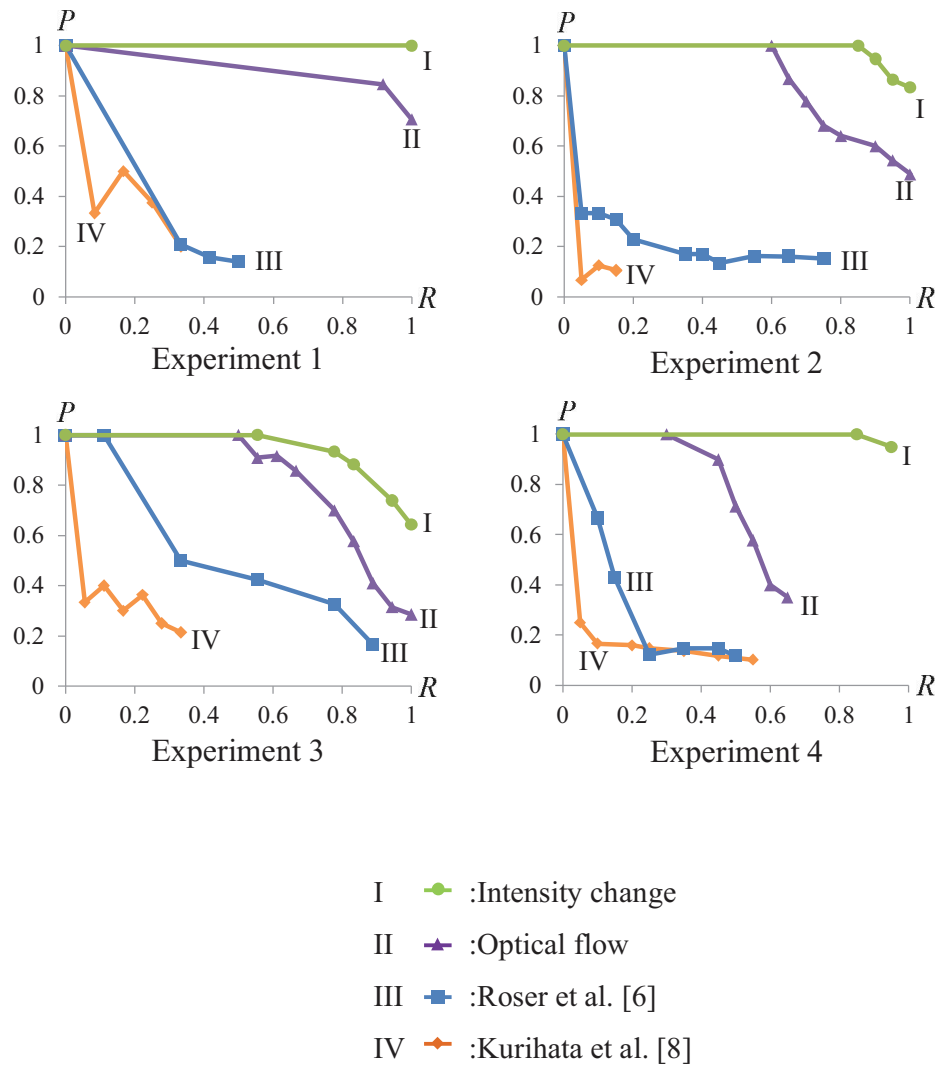 P
1
0.8
0.6
0.4
0.2
0
0 0.2 0.4 0.6 0.8 1
R
I
II
III
IV
Experiment 1
P
1
0.8
0.6
0.4
0.2
0
0 0.2 0.4 0.6 0.8 1
R
I
II
III
IV
Experiment 2
P
1
0.8
0.6
0.4
0.2
0
0 0.2 0.4 0.6 0.8 1
R
I
II
III
IV
Experiment 3
P
1
0.8
0.6
0.4
0.2
0
0 0.2 0.4 0.6 0.8 1
R
I
II
III
IV
Experiment 4
I :Intensity change
II :Optical flow
III :Roser et al. [6]
IV :Kurihata et al. [8]